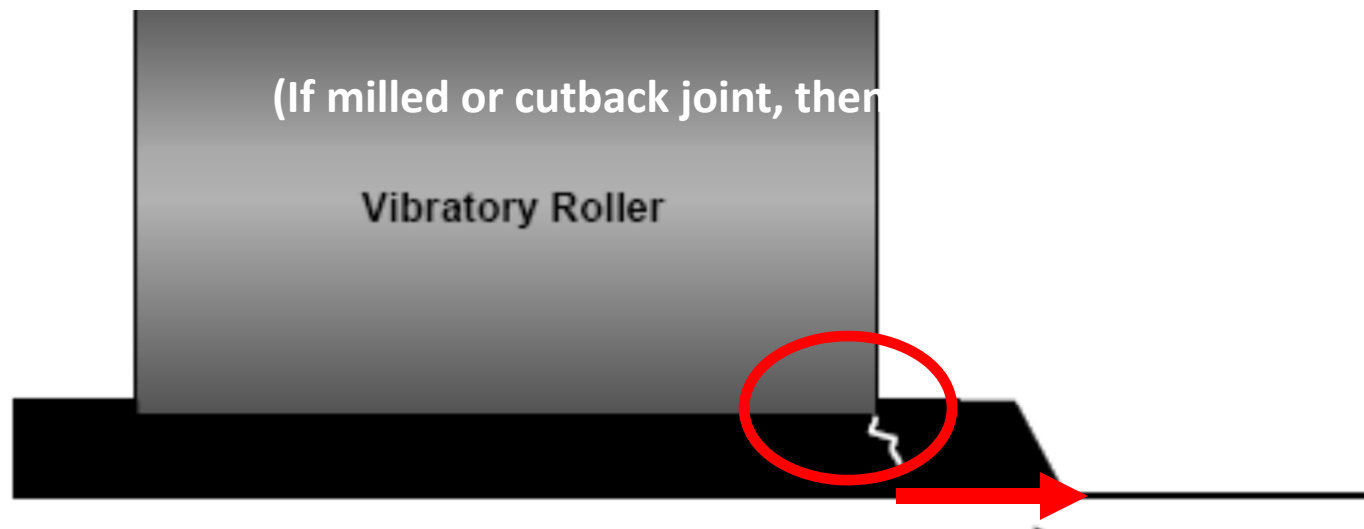 (If milled or cutback joint, then
Vibratory Roller